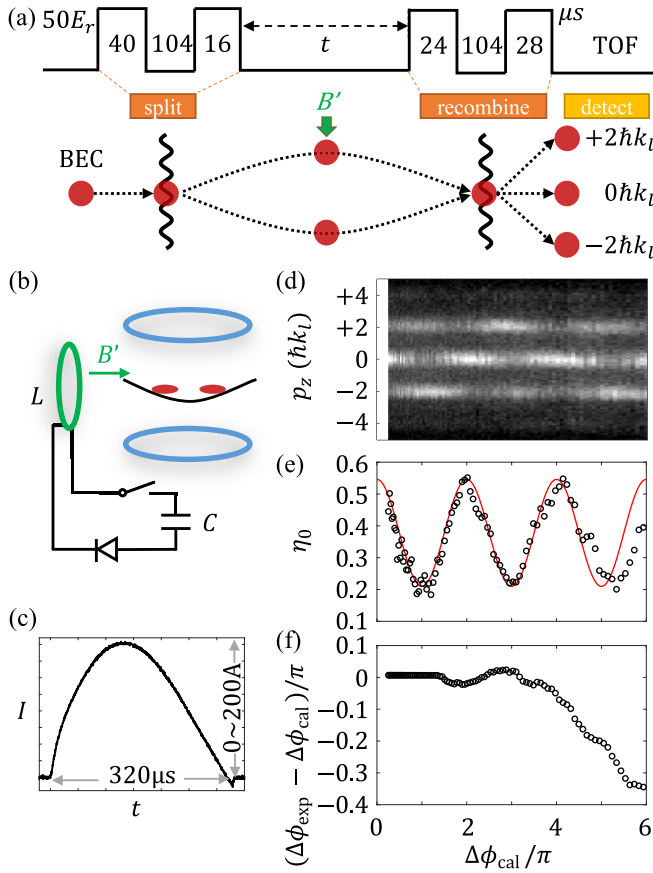 (a)
50E_r
40 104 16
t
24 104 28
μs
TOF
split
B′
recombine
detect
BEC
+2ħk_l
0ħk_l
−2ħk_l
(b)
B′
L
C
(c)
I
0~200A
320μs
t
(d)
p_z (ħk_l)
+4
+2
0
−2
−4
(e)
η_0
0.6
0.5
0.4
0.3
0.2
0.1
(f)
(Δϕ_exp − Δϕ_cal)/π
0.1
0
−0.1
−0.2
−0.3
−0.4
0 2 4 6
Δϕ_cal/π